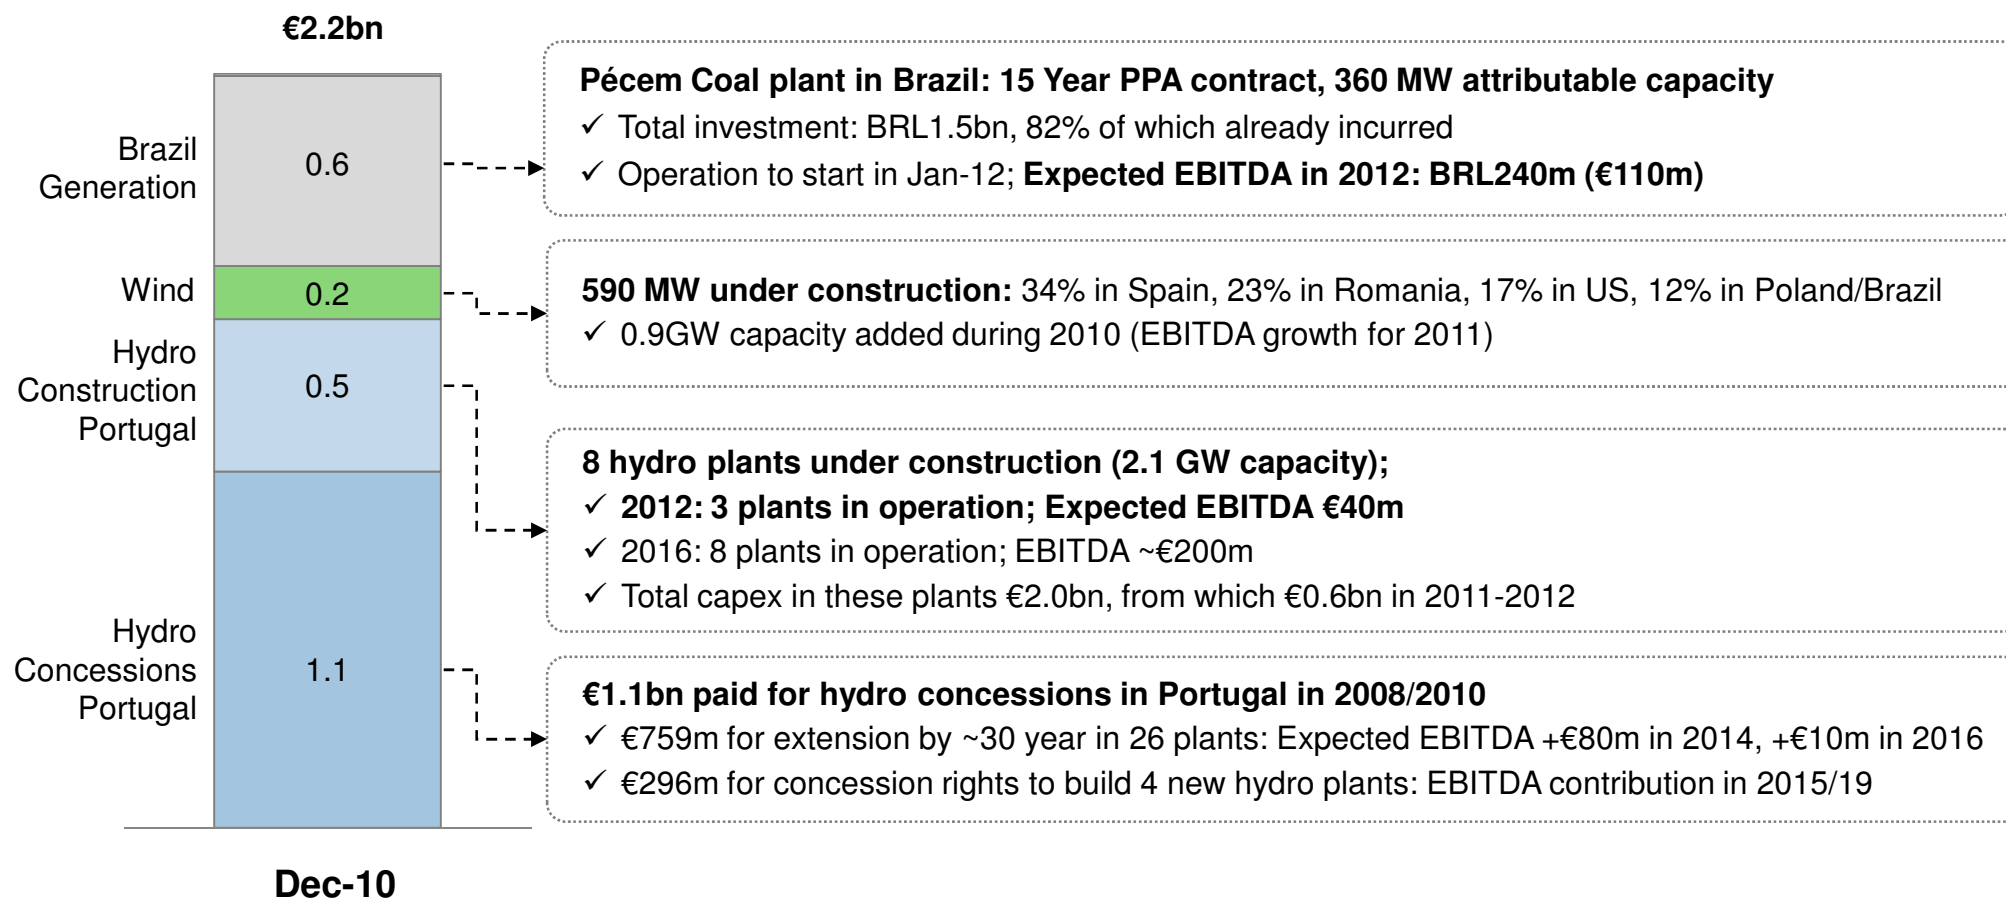 €2.2bn
Brazil
Generation
0.6
Pécem Coal plant in Brazil: 15 Year PPA contract, 360 MW attributable capacity
✓ Total investment: BRL1.5bn, 82% of which already incurred
✓ Operation to start in Jan-12; Expected EBITDA in 2012: BRL240m (€110m)
Wind
0.2
590 MW under construction: 34% in Spain, 23% in Romania, 17% in US, 12% in Poland/Brazil
✓ 0.9GW capacity added during 2010 (EBITDA growth for 2011)
Hydro
Construction
Portugal
0.5
8 hydro plants under construction (2.1 GW capacity);
✓ 2012: 3 plants in operation; Expected EBITDA €40m
✓ 2016: 8 plants in operation; EBITDA ~€200m
✓ Total capex in these plants €2.0bn, from which €0.6bn in 2011-2012
Hydro
Concessions
Portugal
1.1
€1.1bn paid for hydro concessions in Portugal in 2008/2010
✓ €759m for extension by ~30 year in 26 plants: Expected EBITDA +€80m in 2014, +€10m in 2016
✓ €296m for concession rights to build 4 new hydro plants: EBITDA contribution in 2015/19
Dec-10